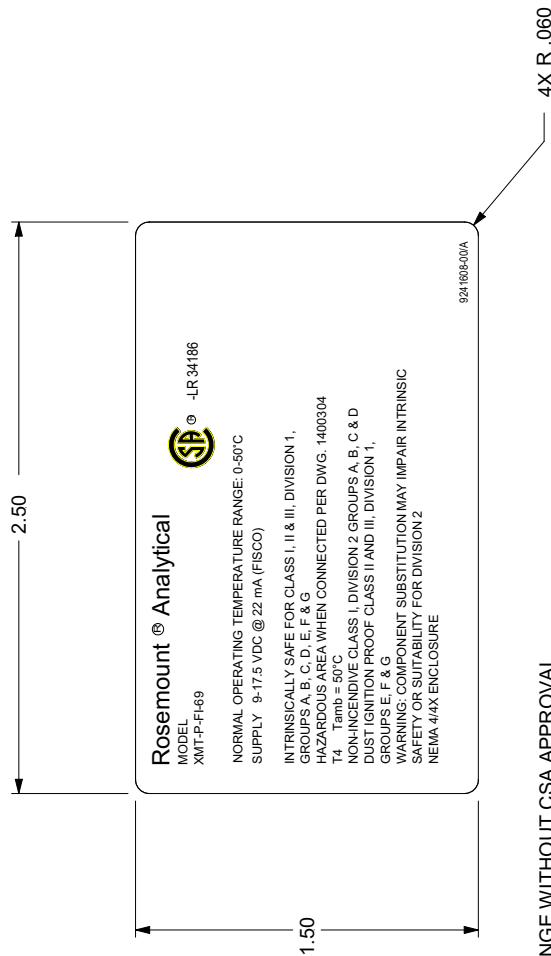 2.50
1.50
Rosemount ® Analytical
MODEL
XMT-P-FI-69
CSA ® -LR 34186
NORMAL OPERATING TEMPERATURE RANGE: 0-50°C
SUPPLY 9-17.5 VDC @ 22 mA (FISCO)
INTRINSICALLY SAFE FOR CLASS I, II & III, DIVISION 1,
GROUPS A, B, C, D, E, F & G
HAZARDOUS AREA WHEN CONNECTED PER DWG. 1400304
T4 Tamb = 50°C
NON-INCENDIVE CLASS I, DIVISION 2 GROUPS A, B, C & D
DUST IGNITION PROOF CLASS II AND III, DIVISION 1,
GROUPS E, F & G
WARNING: COMPONENT SUBSTITUTION MAY IMPAIR INTRINSIC
SAFETY OR SUITABILITY FOR DIVISION 2
NEMA 4/4X ENCLOSURE
9241608-00/A
4X R .060
NGE WITHOUT CSA APPROVAL